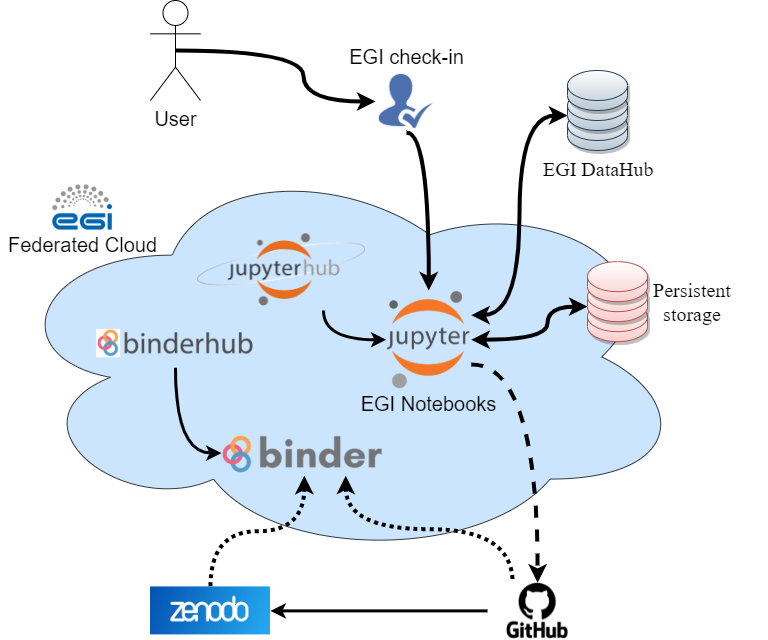 EGI check-in
User
EGI DataHub
egi
Federated Cloud
jupyterhub
Persistent
storage
binderhub
jupyter
EGI Notebooks
binder
zenodo
GitHub